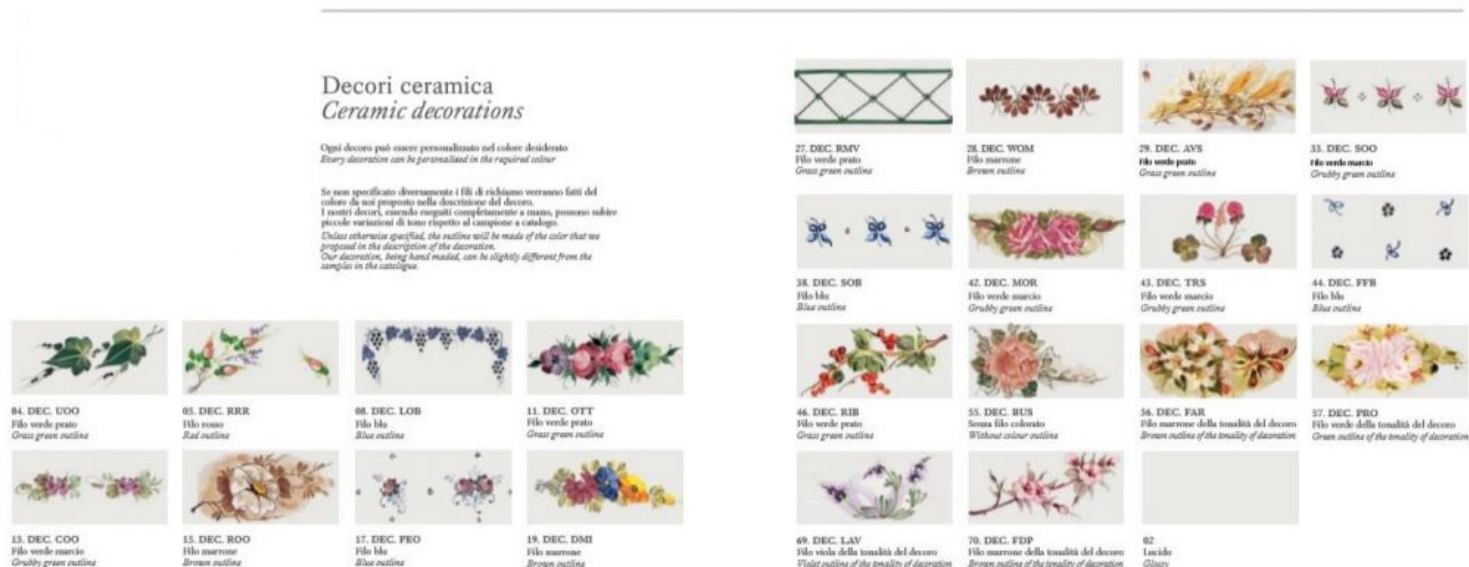 Decori ceramica
Ceramic decorations
Ogni decoro può essere personalizzato nel colore desiderato
Every decoration can be personalised in the required colour
Se non specificato diversamente i fili di richiamo verranno fatti del
colore da noi proposto nella descrizione del decoro.
I nostri decori, essendo eseguiti completamente a mano, possono subire
piccole variazioni di tono rispetto al campione a catalogo.
Unless otherwise specified, the outline will be made of the color that we
proposed in the description of the decoration.
Our decoration, being hand maded, can be slightly different from the
samples in the catalogue.
04. DEC. UOO
Filo verde prato
Grass green outline
05. DEC. RRR
Filo rosso
Red outline
08. DEC. LOB
Filo blu
Blue outline
11. DEC. OTT
Filo verde prato
Grass green outline
13. DEC. COO
Filo verde marcio
Grubby green outline
15. DEC. ROO
Filo marrone
Brown outline
17. DEC. PEO
Filo blu
Blue outline
19. DEC. DMI
Filo marrone
Brown outline
27. DEC. RMV
Filo verde prato
Grass green outline
28. DEC. WOM
Filo marrone
Brown outline
29. DEC. AVS
Filo verde prato
Grass green outline
33. DEC. SOO
Filo verde marcio
Grubby green outline
38. DEC. SOB
Filo blu
Blue outline
42. DEC. MOR
Filo verde marcio
Grubby green outline
43. DEC. TRS
Filo verde marcio
Grubby green outline
44. DEC. FFB
Filo blu
Blue outline
46. DEC. RIB
Filo verde prato
Grass green outline
55. DEC. BUS
Senza filo colorato
Without colour outline
56. DEC. FAR
Filo marrone della tonalità del decoro
Brown outline of the tonality of decoration
57. DEC. PRO
Filo verde della tonalità del decoro
Green outline of the tonality of decoration
69. DEC. LAV
Filo viola della tonalità del decoro
Violet outline of the tonality of decoration
70. DEC. FDP
Filo marrone della tonalità del decoro
Brown outline of the tonality of decoration
02
Lucido
Glossy